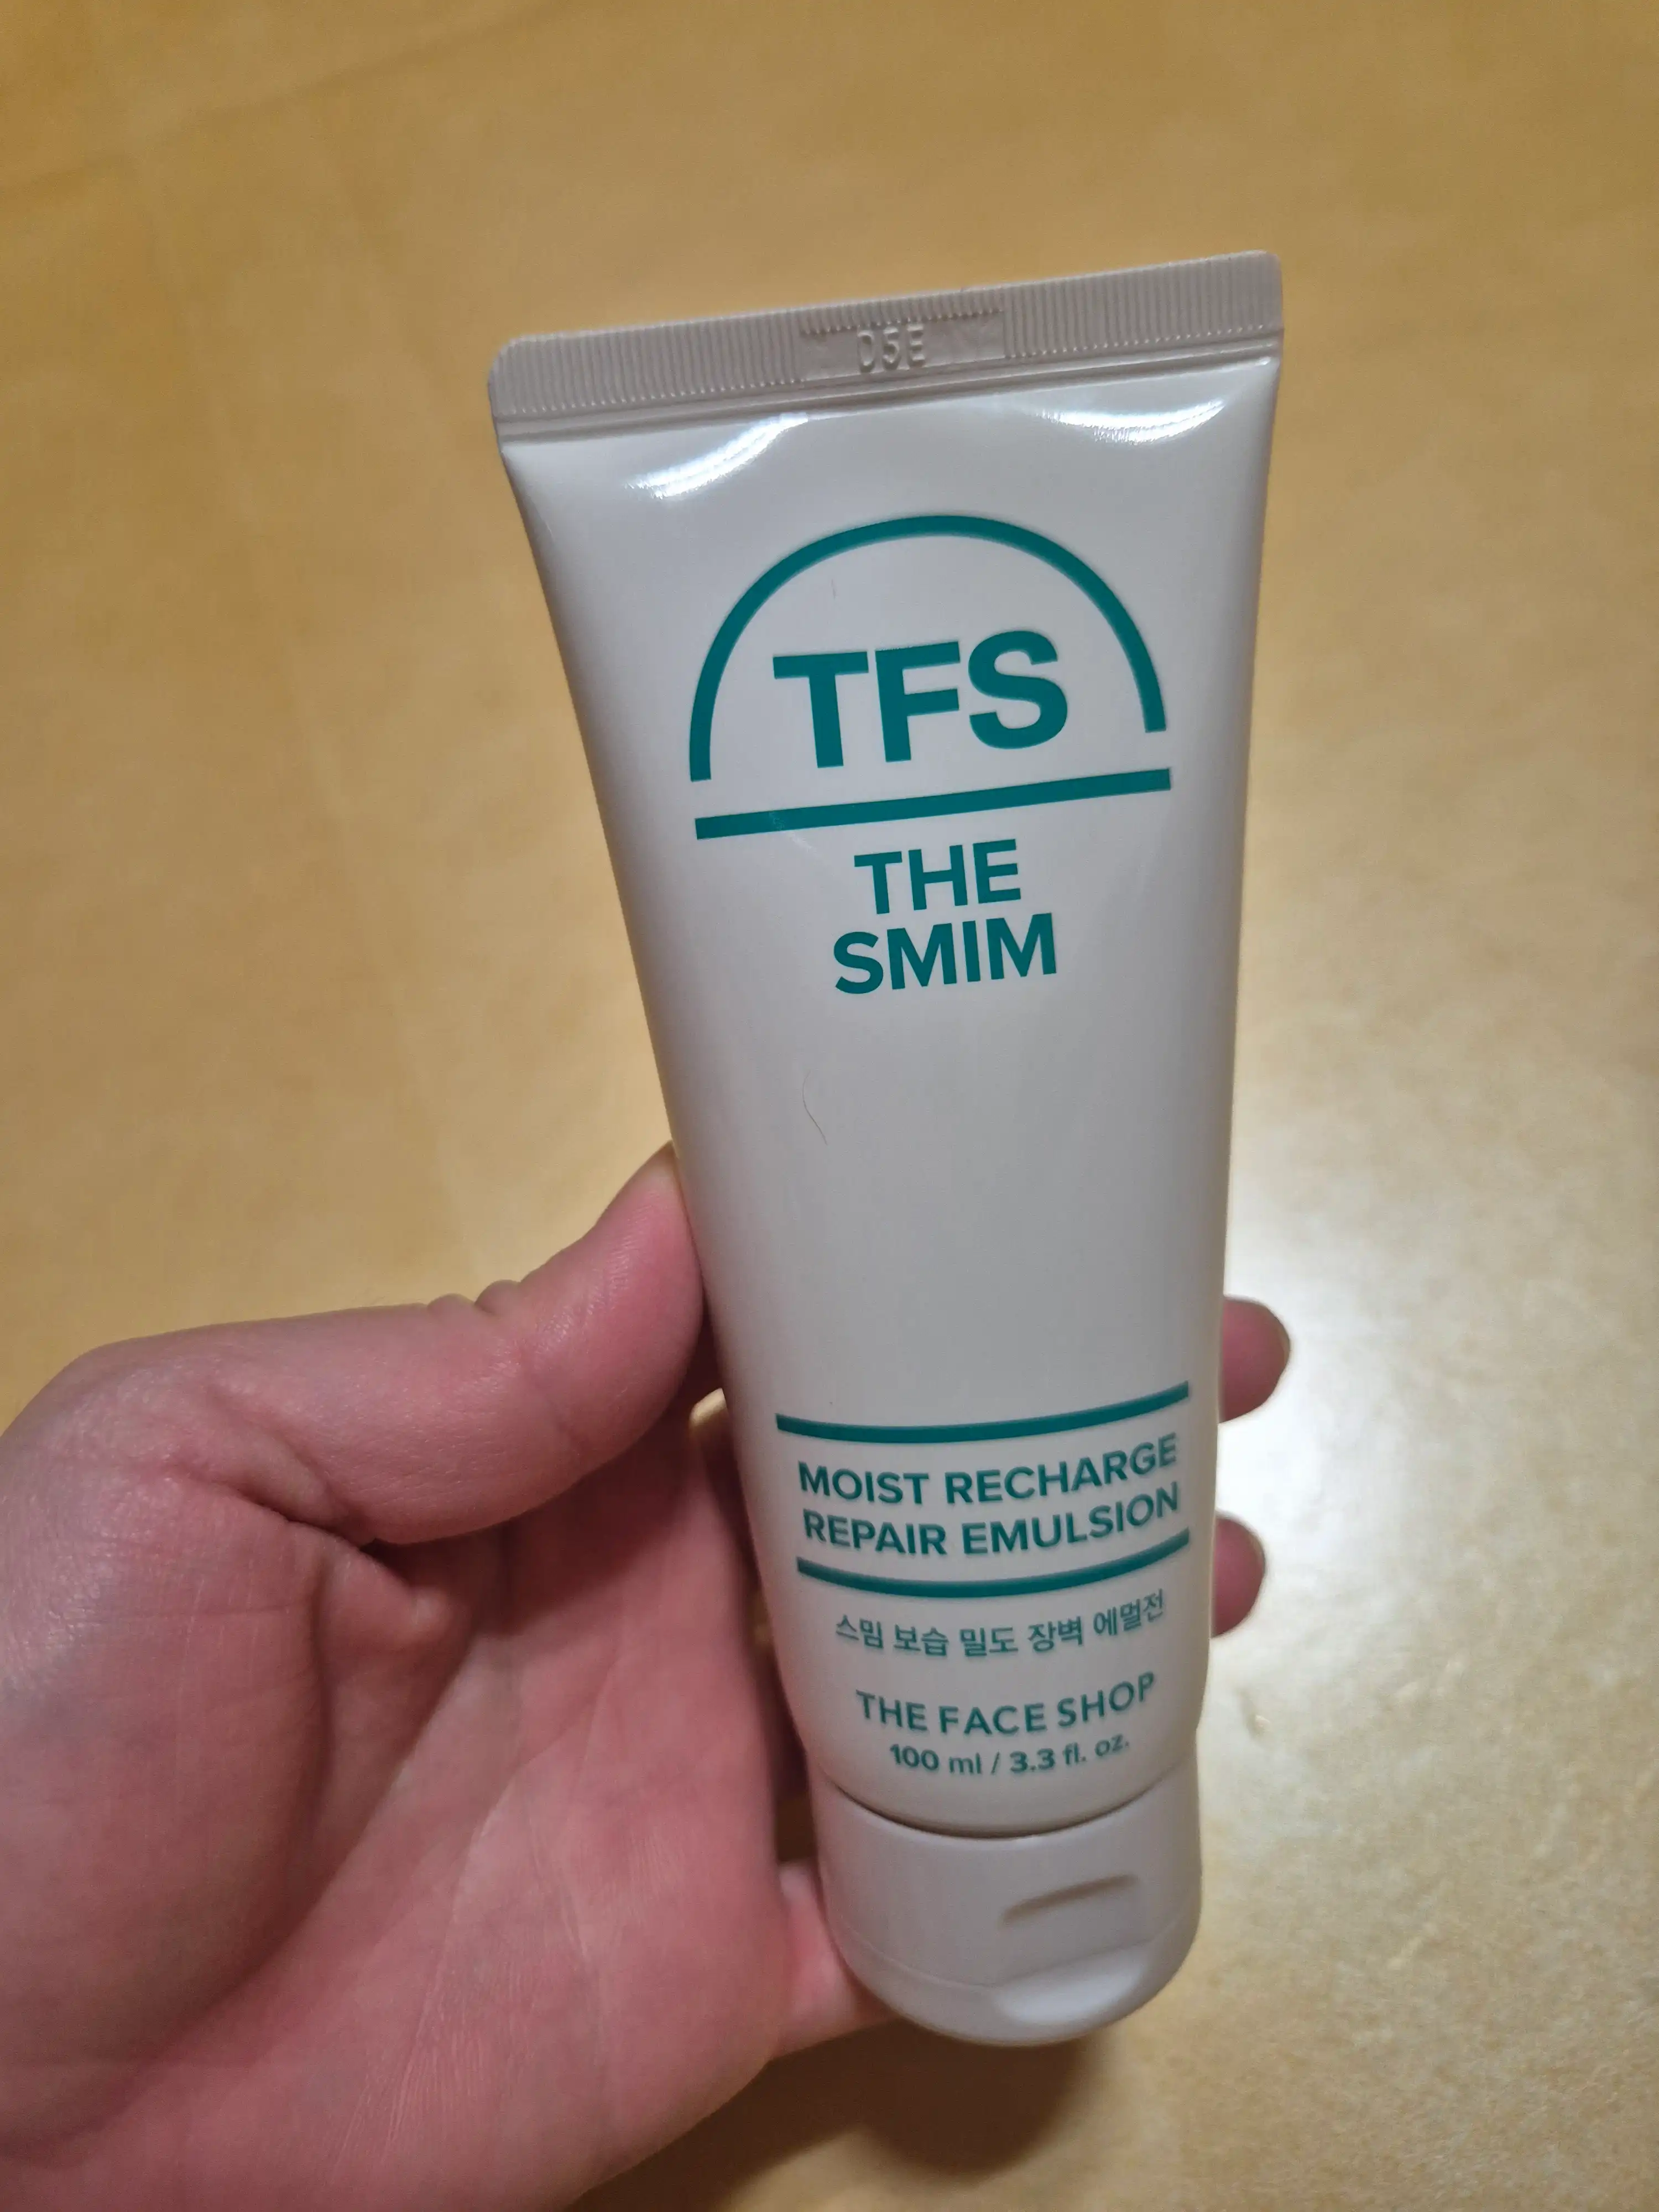 D5E
TFS
THE
SMIM
MOIST RECHARGE
REPAIR EMULSION
스밈 보습 밀도 장벽 에멀전
THE FACE SHOP
100 ml / 3.3 fl. oz.